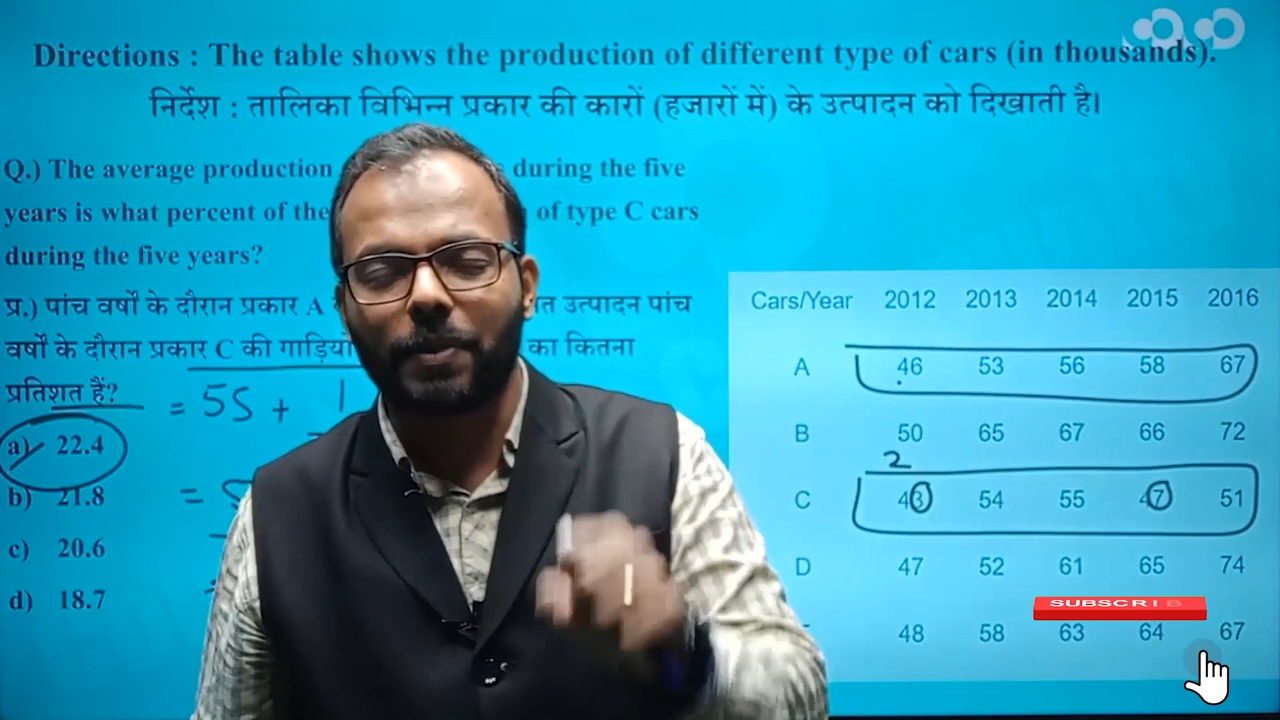 Directions : The table shows the production of different type of cars (in thousands).
निर्देश : तालिका विभिन्न प्रकार की कारों (हजारों में) के उत्पादन को दिखाती है।
Q.) The average production during the five
years is what percent of the of type C cars
during the five years?
प्र.) पांच वर्षों के दौरान प्रकार A त उत्पादन पांच
वर्षों के दौरान प्रकार C की गाड़ियो का कितना
प्रतिशत हैं?
= 55 + 1
a) 22.4
b) 21.8
=
c) 20.6
d) 18.7
Cars/Year 2012 2013 2014 2015 2016
A 46 53 56 58 67
B 50 65 67 66 72
2
C 43 54 55 47 51
D 47 52 61 65 74
SUBSCRIB
48 58 63 64 67